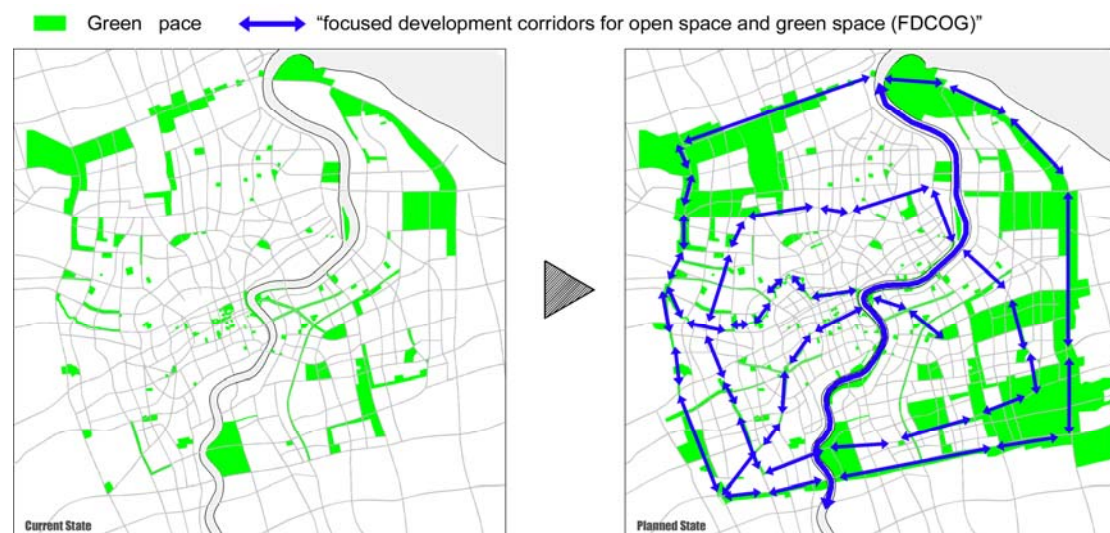 Green pace
“focused development corridors for open space and green space (FDCOG)”
Current State
Planned State